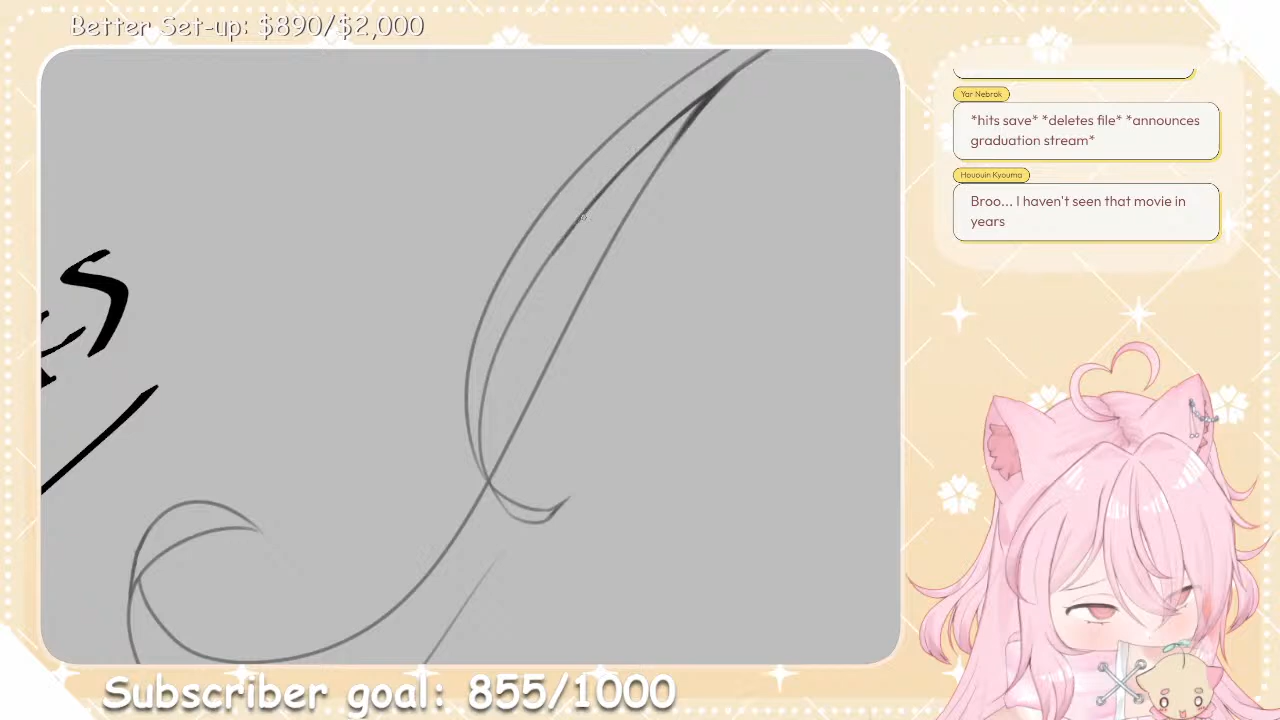 Better Set-up: $890/$2,000
Yar Nebrok
*hits save* *deletes file* *announces
graduation stream*
Hououin Kyouma
Broo... I haven't seen that movie in
years
Subscriber goal: 855/1000